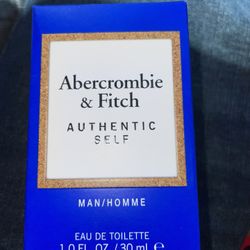 Abercrombie
& Fitch
AUTHENTIC
SELF
MAN/HOMME
EAU DE TOILETTE
1.0 FL. OZ. / 30 ml ℮